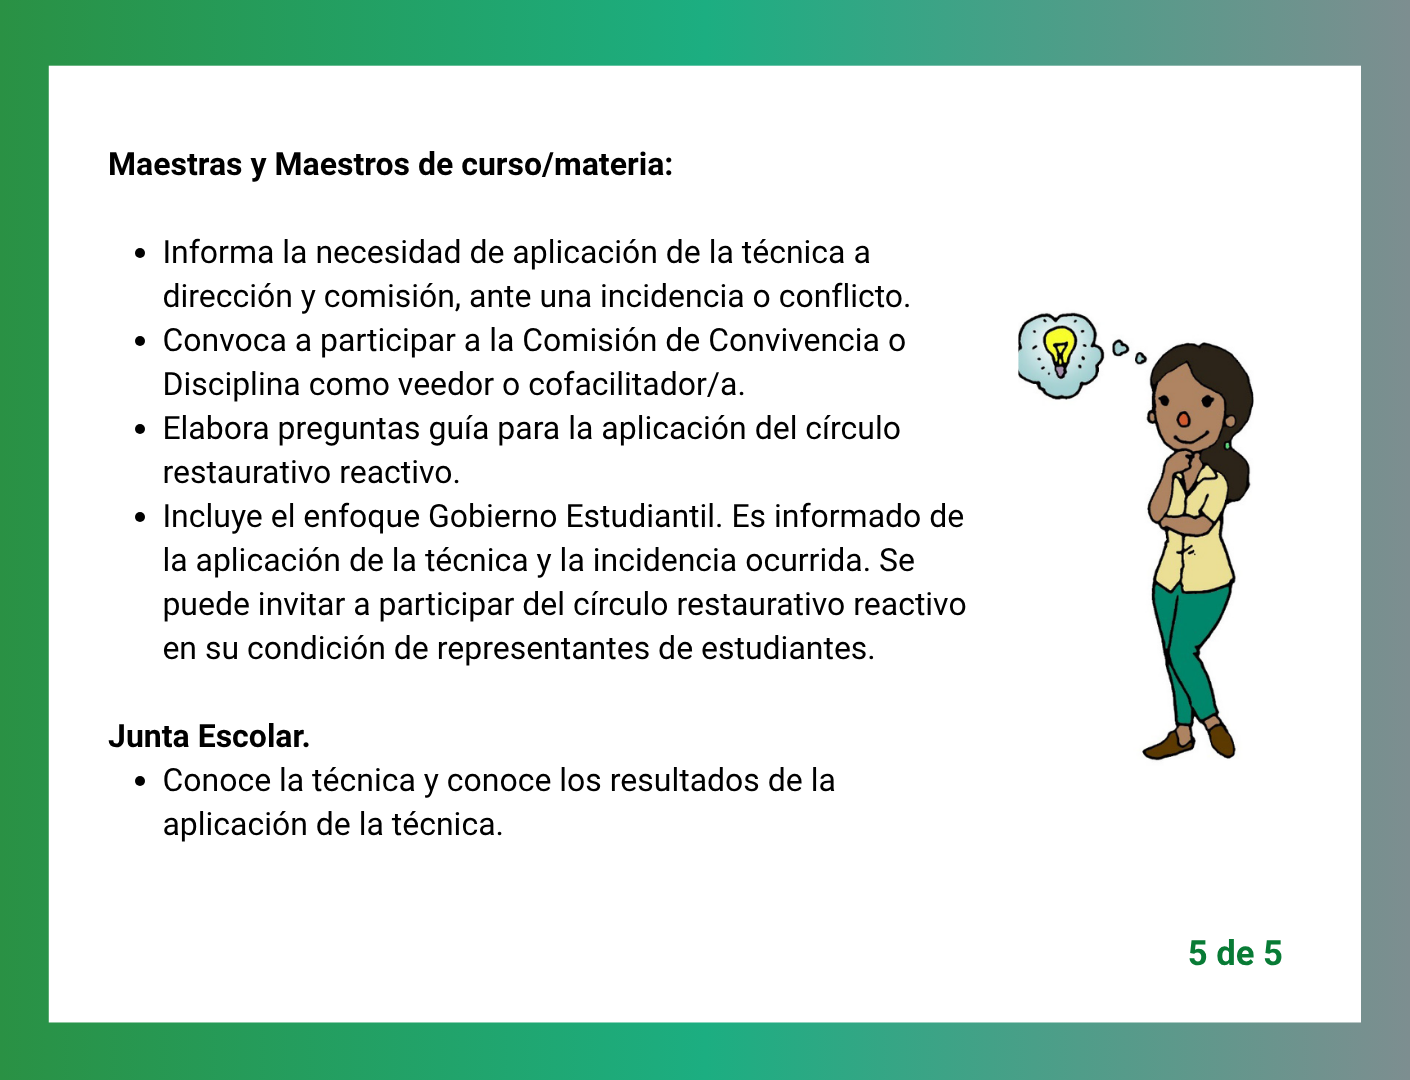 Maestras y Maestros de curso/materia:
• Informa la necesidad de aplicación de la técnica a
dirección y comisión, ante una incidencia o conflicto.
• Convoca a participar a la Comisión de Convivencia o
Disciplina como veedor o cofacilitador/a.
• Elabora preguntas guía para la aplicación del círculo
restaurativo reactivo.
• Incluye el enfoque Gobierno Estudiantil. Es informado de
la aplicación de la técnica y la incidencia ocurrida. Se
puede invitar a participar del círculo restaurativo reactivo
en su condición de representantes de estudiantes.
Junta Escolar.
• Conoce la técnica y conoce los resultados de la
aplicación de la técnica.
5 de 5